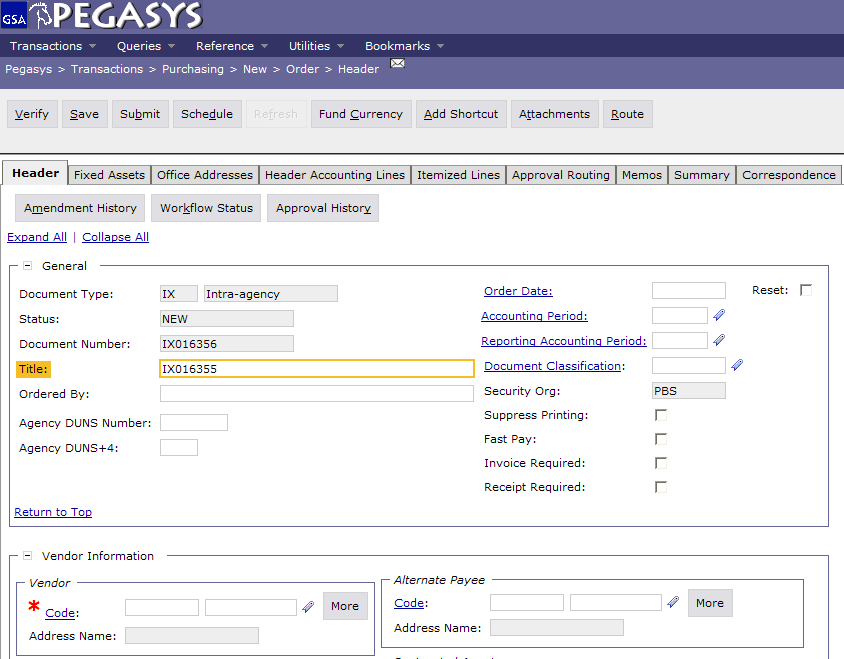 GSA PEGASYS
Transactions Queries Reference Utilities Bookmarks
Pegasys > Transactions > Purchasing > New > Order > Header
Verify Save Submit Schedule Refresh Fund Currency Add Shortcut Attachments Route
Header Fixed Assets Office Addresses Header Accounting Lines Itemized Lines Approval Routing Memos Summary Correspondence
Amendment History Workflow Status Approval History
Expand All | Collapse All
General
Document Type: IX Intra-agency
Status: NEW
Document Number: IX016356
Title: IX016355
Ordered By:
Agency DUNS Number:
Agency DUNS+4:
Order Date: Reset:
Accounting Period:
Reporting Accounting Period:
Document Classification:
Security Org: PBS
Suppress Printing:
Fast Pay:
Invoice Required:
Receipt Required:
Return to Top
Vendor Information
Vendor
* Code: More
Address Name:
Alternate Payee
Code: More
Address Name: